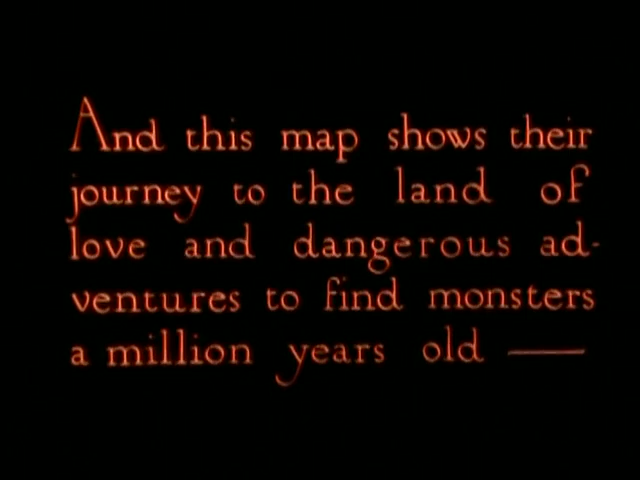 And this map shows their
journey to the land of
love and dangerous ad-
ventures to find monsters
a million years old —